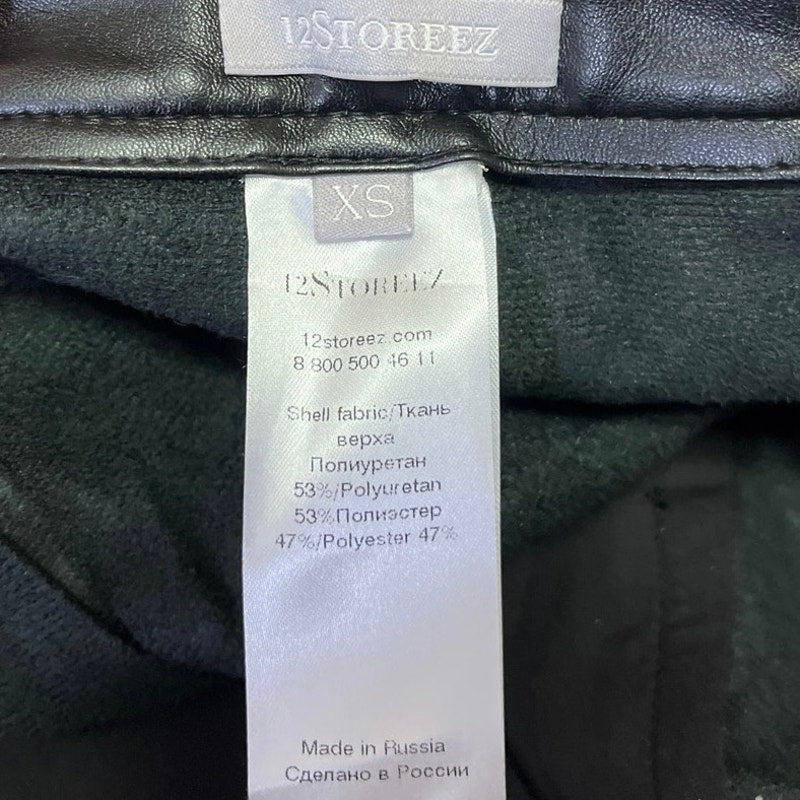 12STOREEZ
XS
12STOREEZ
12storeez.com
8 800 500 46 11
Shell fabric/Ткань
верха
Полиуретан
53%/Polyuretan
53%Полиэстер
47%/Polyester 47%
Made in Russia
Сделано в России